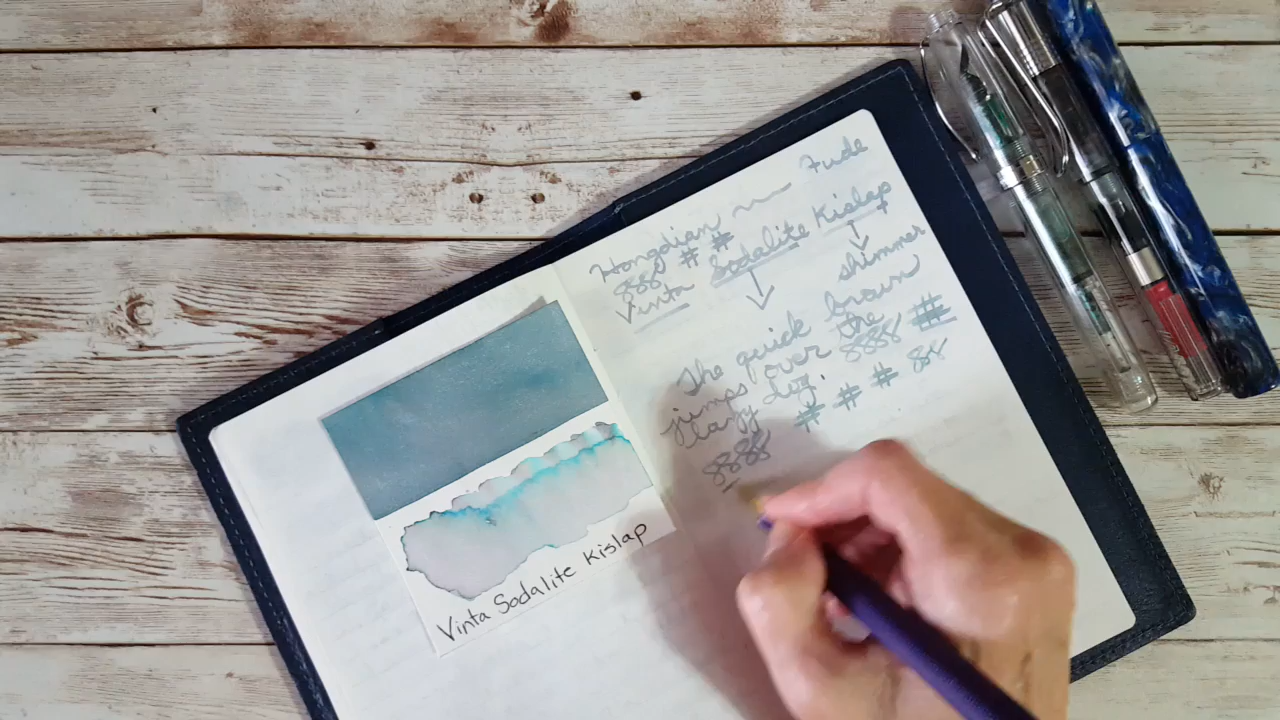 Hongdian Fude
888 # #
Vinta Sodalite Kislap
shimmer
The quick brown
jumps over the 8888 #
lazy dog. # # # 88
8888
Vinta Sodalite Kislap